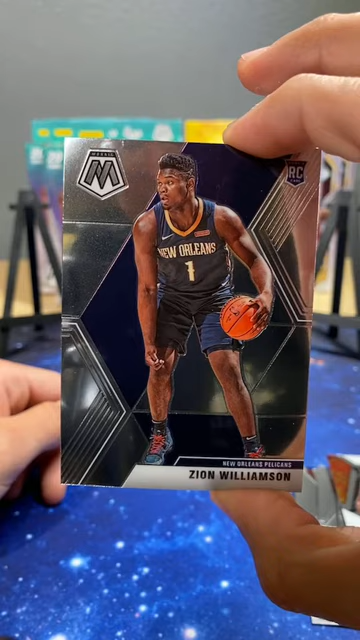 MOSAIC
M
RC
NEW ORLEANS
1
NEW ORLEANS PELICANS
ZION WILLIAMSON